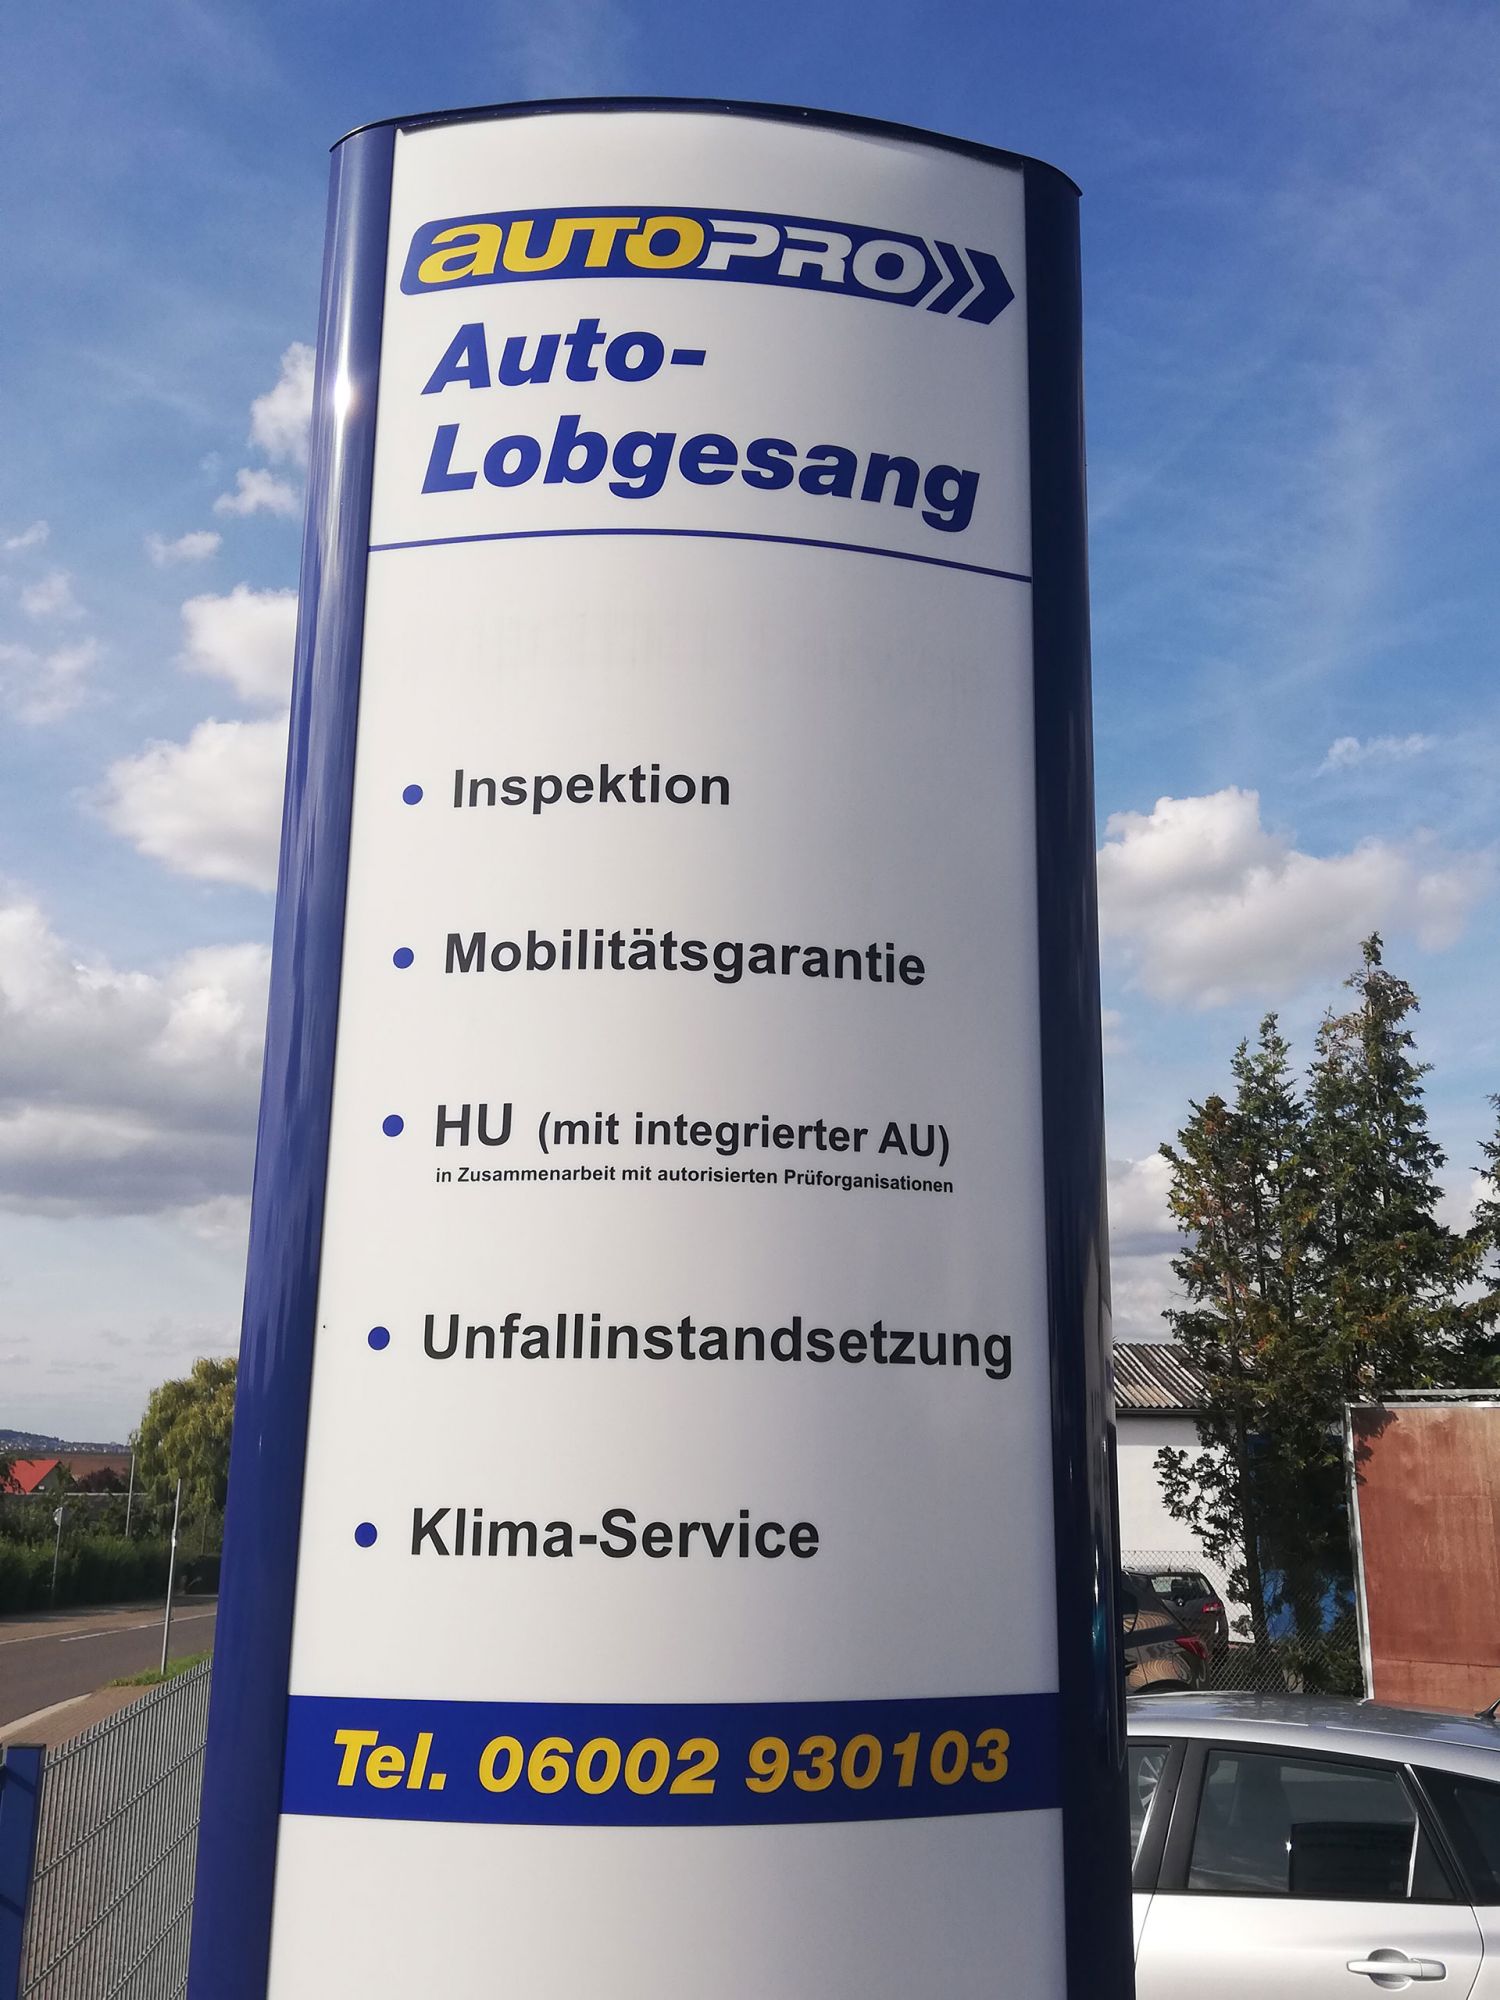 AUTOPRO
Auto-
Lobgesang
• Inspektion
• Mobilitätsgarantie
• HU (mit integrierter AU)
in Zusammenarbeit mit autorisierten Prüforganisationen
• Unfallinstandsetzung
• Klima-Service
Tel. 06002 930103